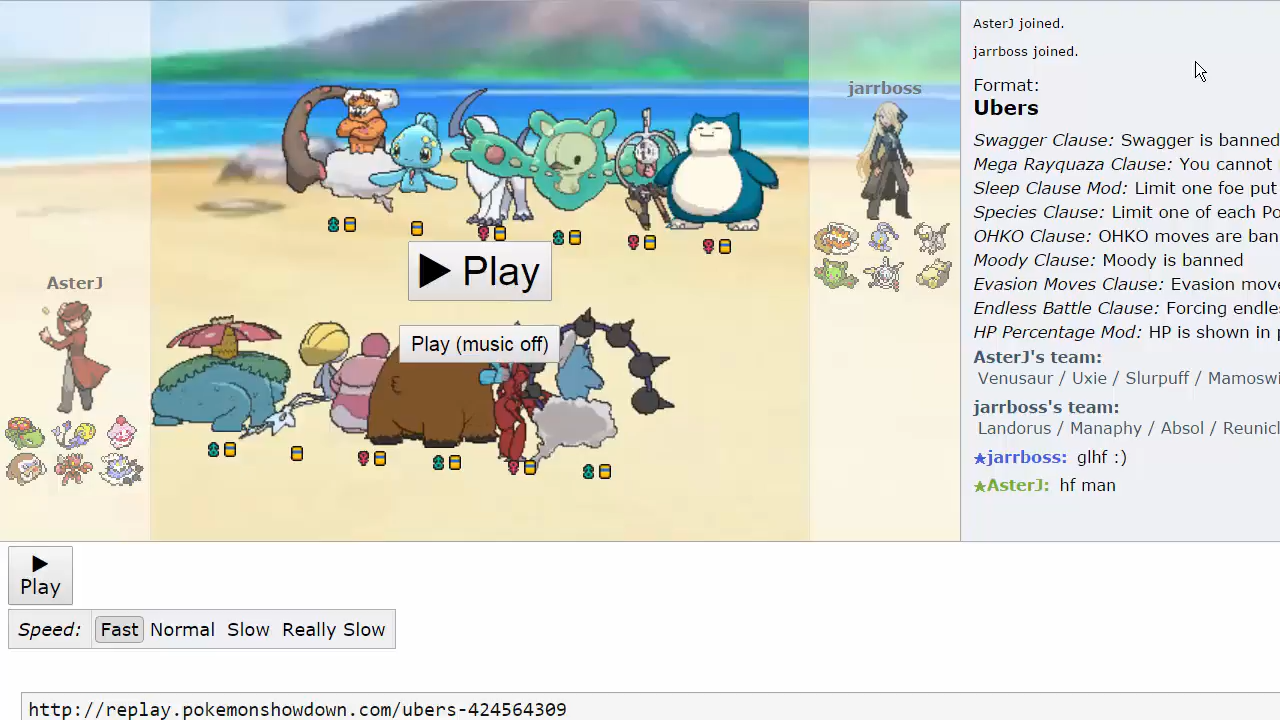 AsterJ joined.
jarrboss joined.
Format:
Ubers
Swagger Clause: Swagger is banned
Mega Rayquaza Clause: You cannot
Sleep Clause Mod: Limit one foe put
Species Clause: Limit one of each Po
OHKO Clause: OHKO moves are ban
Moody Clause: Moody is banned
Evasion Moves Clause: Evasion move
Endless Battle Clause: Forcing endle
HP Percentage Mod: HP is shown in p
AsterJ's team:
Venusaur / Uxie / Slurpuff / Mamoswi
jarrboss's team:
Landorus / Manaphy / Absol / Reunicl
★jarrboss: glhf :)
★AsterJ: hf man
jarrboss
AsterJ
Play
Play (music off)
Play
Speed: Fast Normal Slow Really Slow
http://replay.pokemonshowdown.com/ubers-424564309